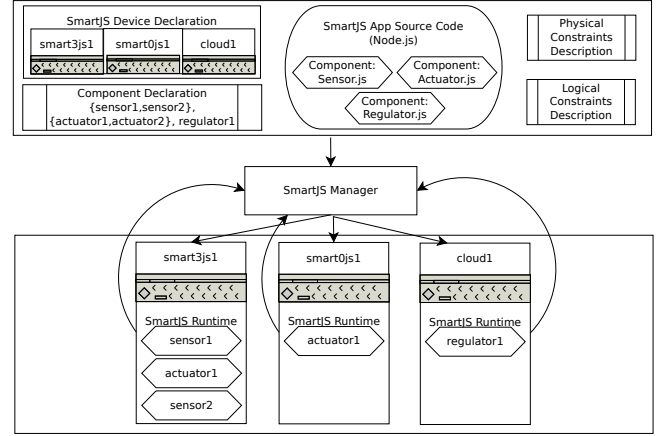 SmartJS Device Declaration
smart3js1
smart0js1
cloud1
Component Declaration
{sensor1,sensor2},
{actuator1,actuator2}, regulator1
SmartJS App Source Code
(Node.js)
Component:
Sensor.js
Component:
Actuator.js
Component:
Regulator.js
Physical
Constraints
Description
Logical
Constraints
Description
SmartJS Manager
smart3js1
SmartJS Runtime
sensor1
actuator1
sensor2
smart0js1
SmartJS Runtime
actuator1
cloud1
SmartJS Runtime
regulator1